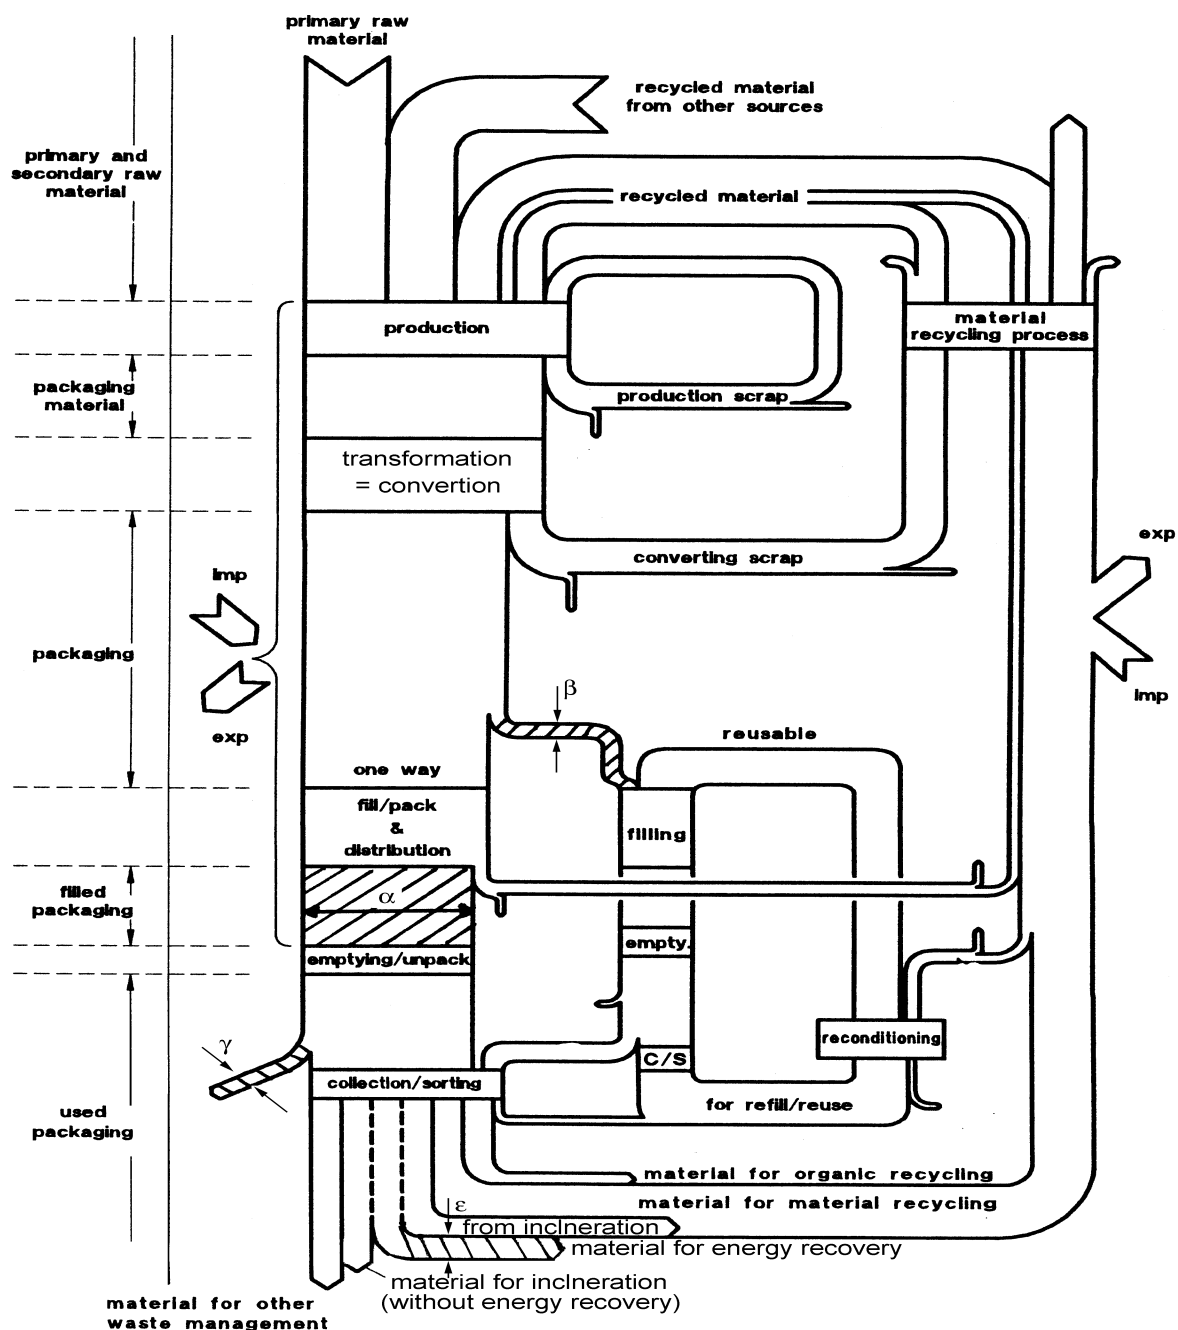 primary raw
material
recycled material
from other sources
primary and
secondary raw
material
recycled material
production
material
recycling process
packaging
material
production scrap
transformation
= convertion
converting scrap
exp
imp
packaging
imp
exp
β
reusable
one way
fill/pack
&
distribution
filling
filled
packaging
α
empty.
emptying/unpack
γ
reconditioning
C/S
collection/sorting
for refill/reuse
used
packaging
material for organic recycling
material for material recycling
ε
from incineration
material for energy recovery
material for incineration
(without energy recovery)
material for other
waste management